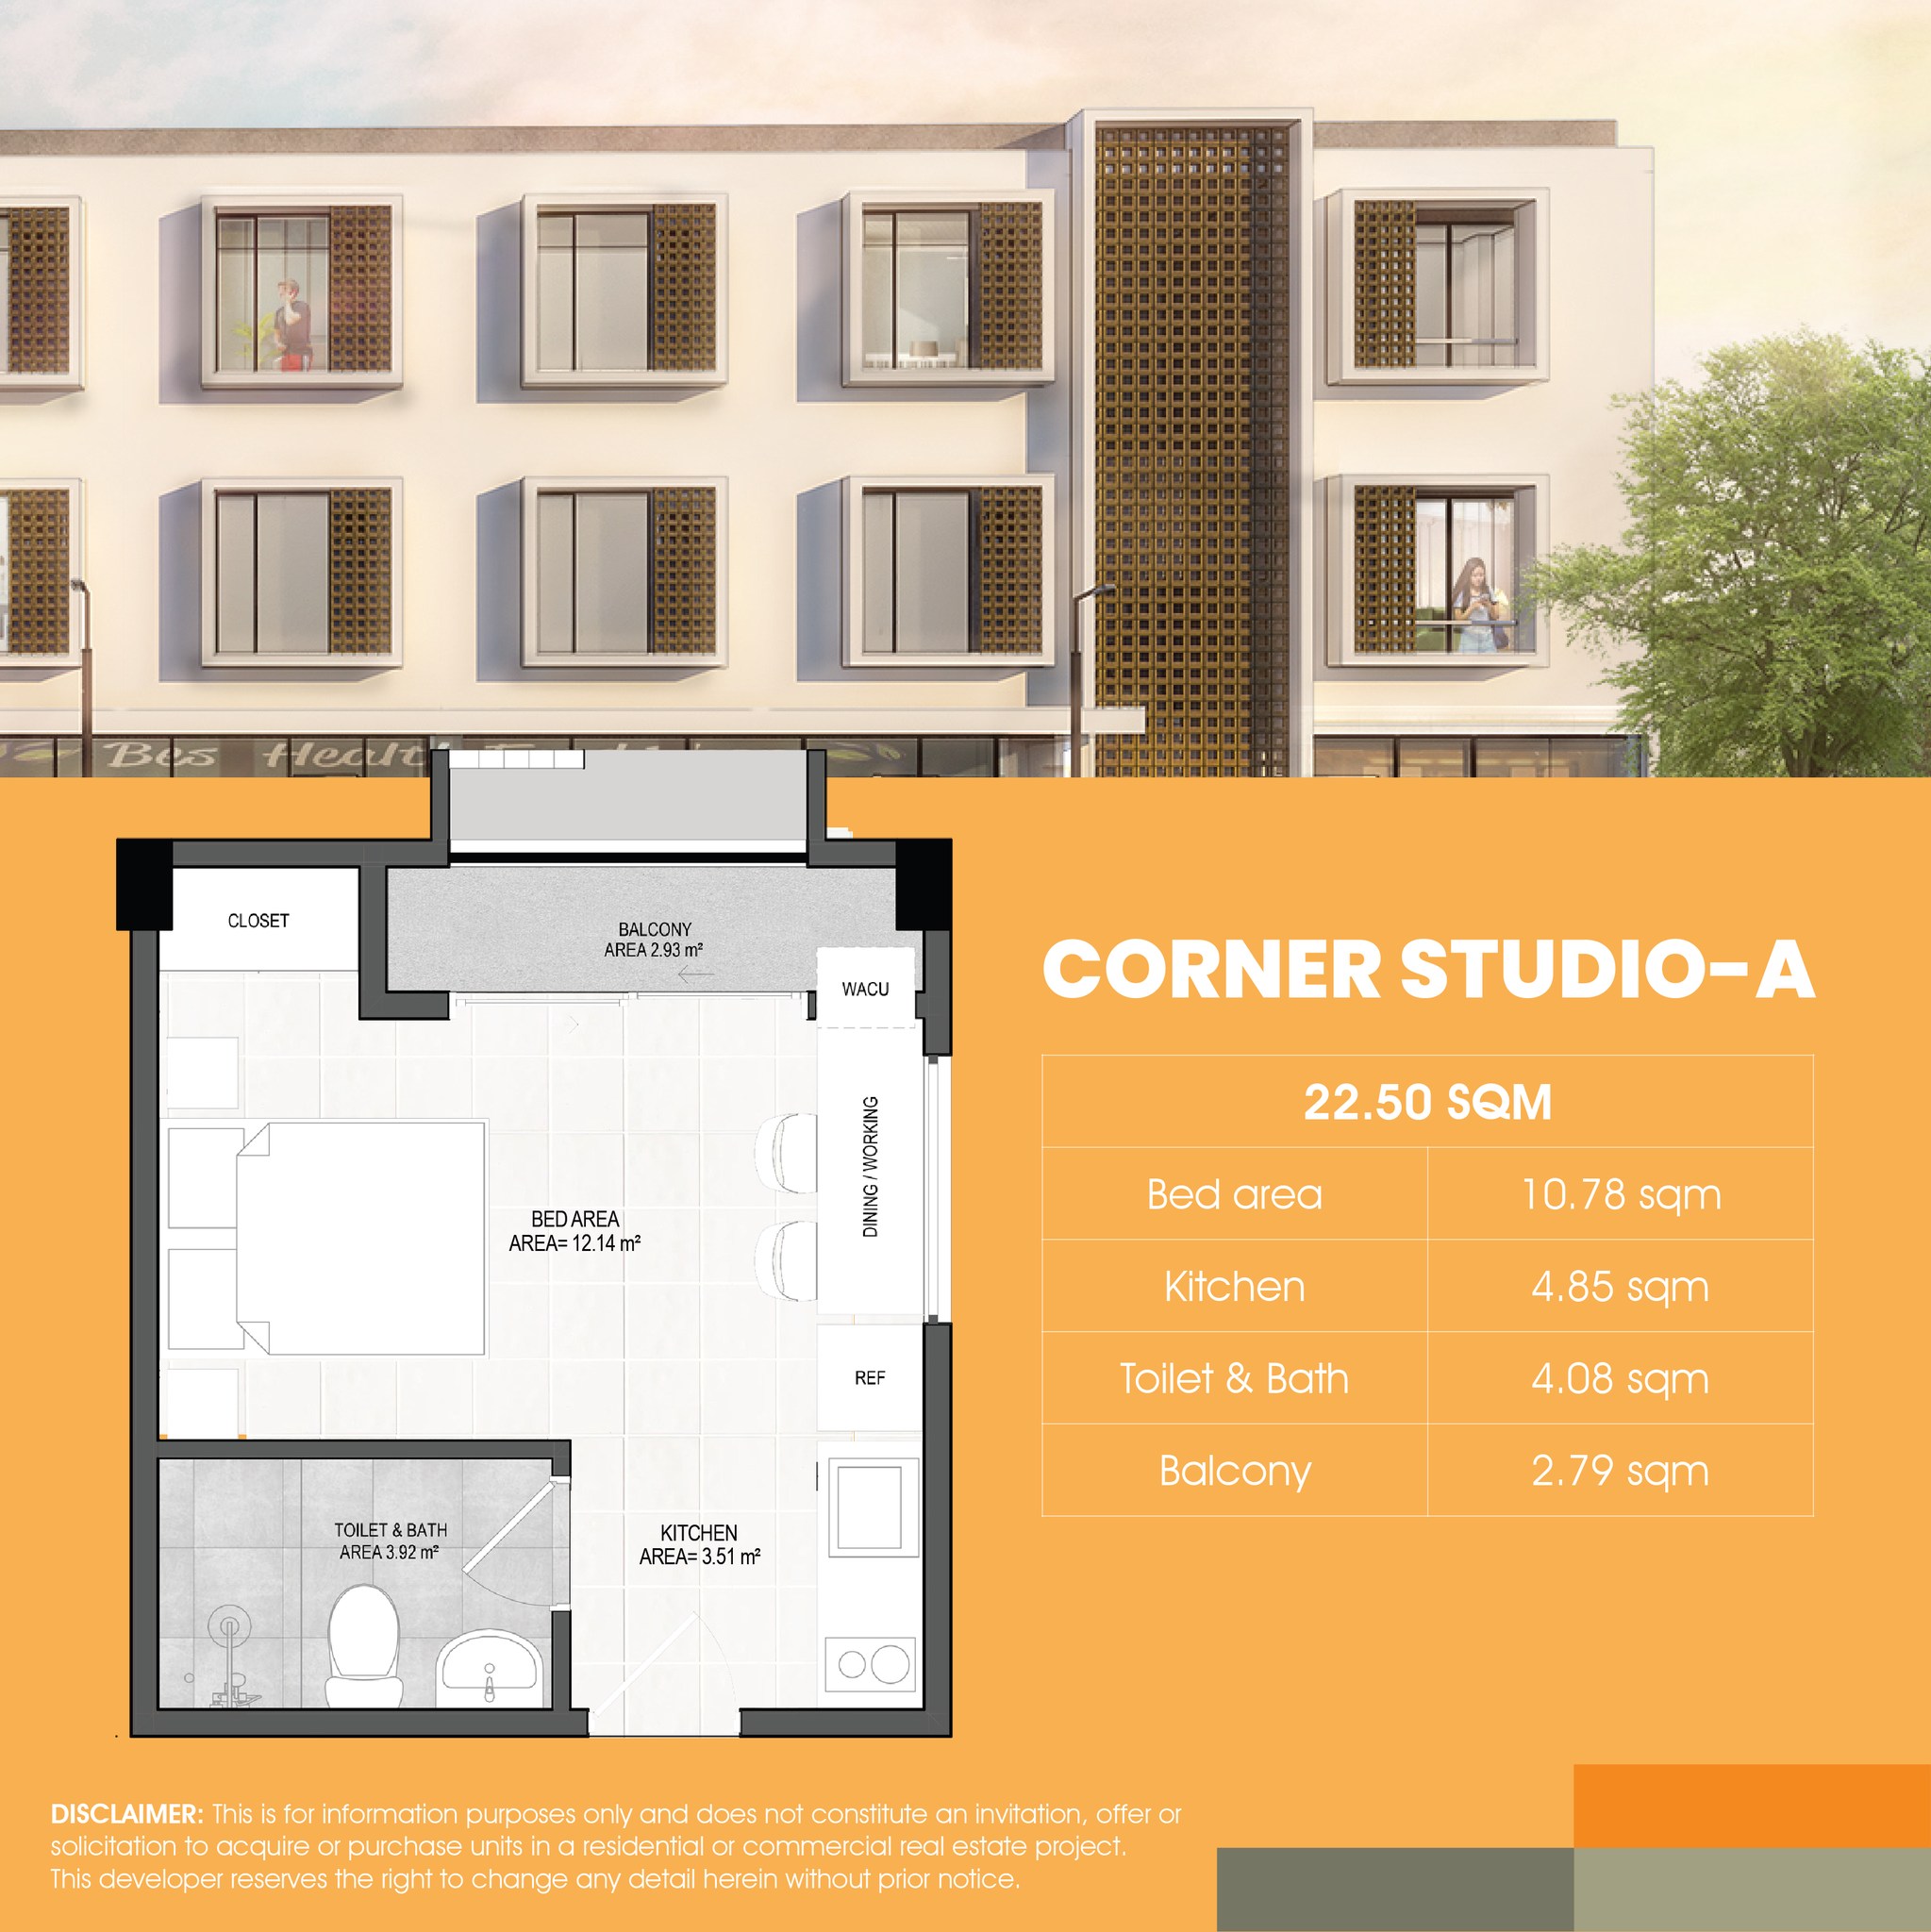 Bes Healt
CLOSET
BALCONY
AREA 2.93 m²
WACU
DINING / WORKING
BED AREA
AREA= 12.14 m²
REF
TOILET & BATH
AREA 3.92 m²
KITCHEN
AREA= 3.51 m²
CORNER STUDIO-A
22.50 SQM
Bed area 10.78 sqm
Kitchen 4.85 sqm
Toilet & Bath 4.08 sqm
Balcony 2.79 sqm
DISCLAIMER: This is for information purposes only and does not constitute an invitation, offer or
solicitation to acquire or purchase units in a residential or commercial real estate project.
This developer reserves the right to change any detail herein without prior notice.